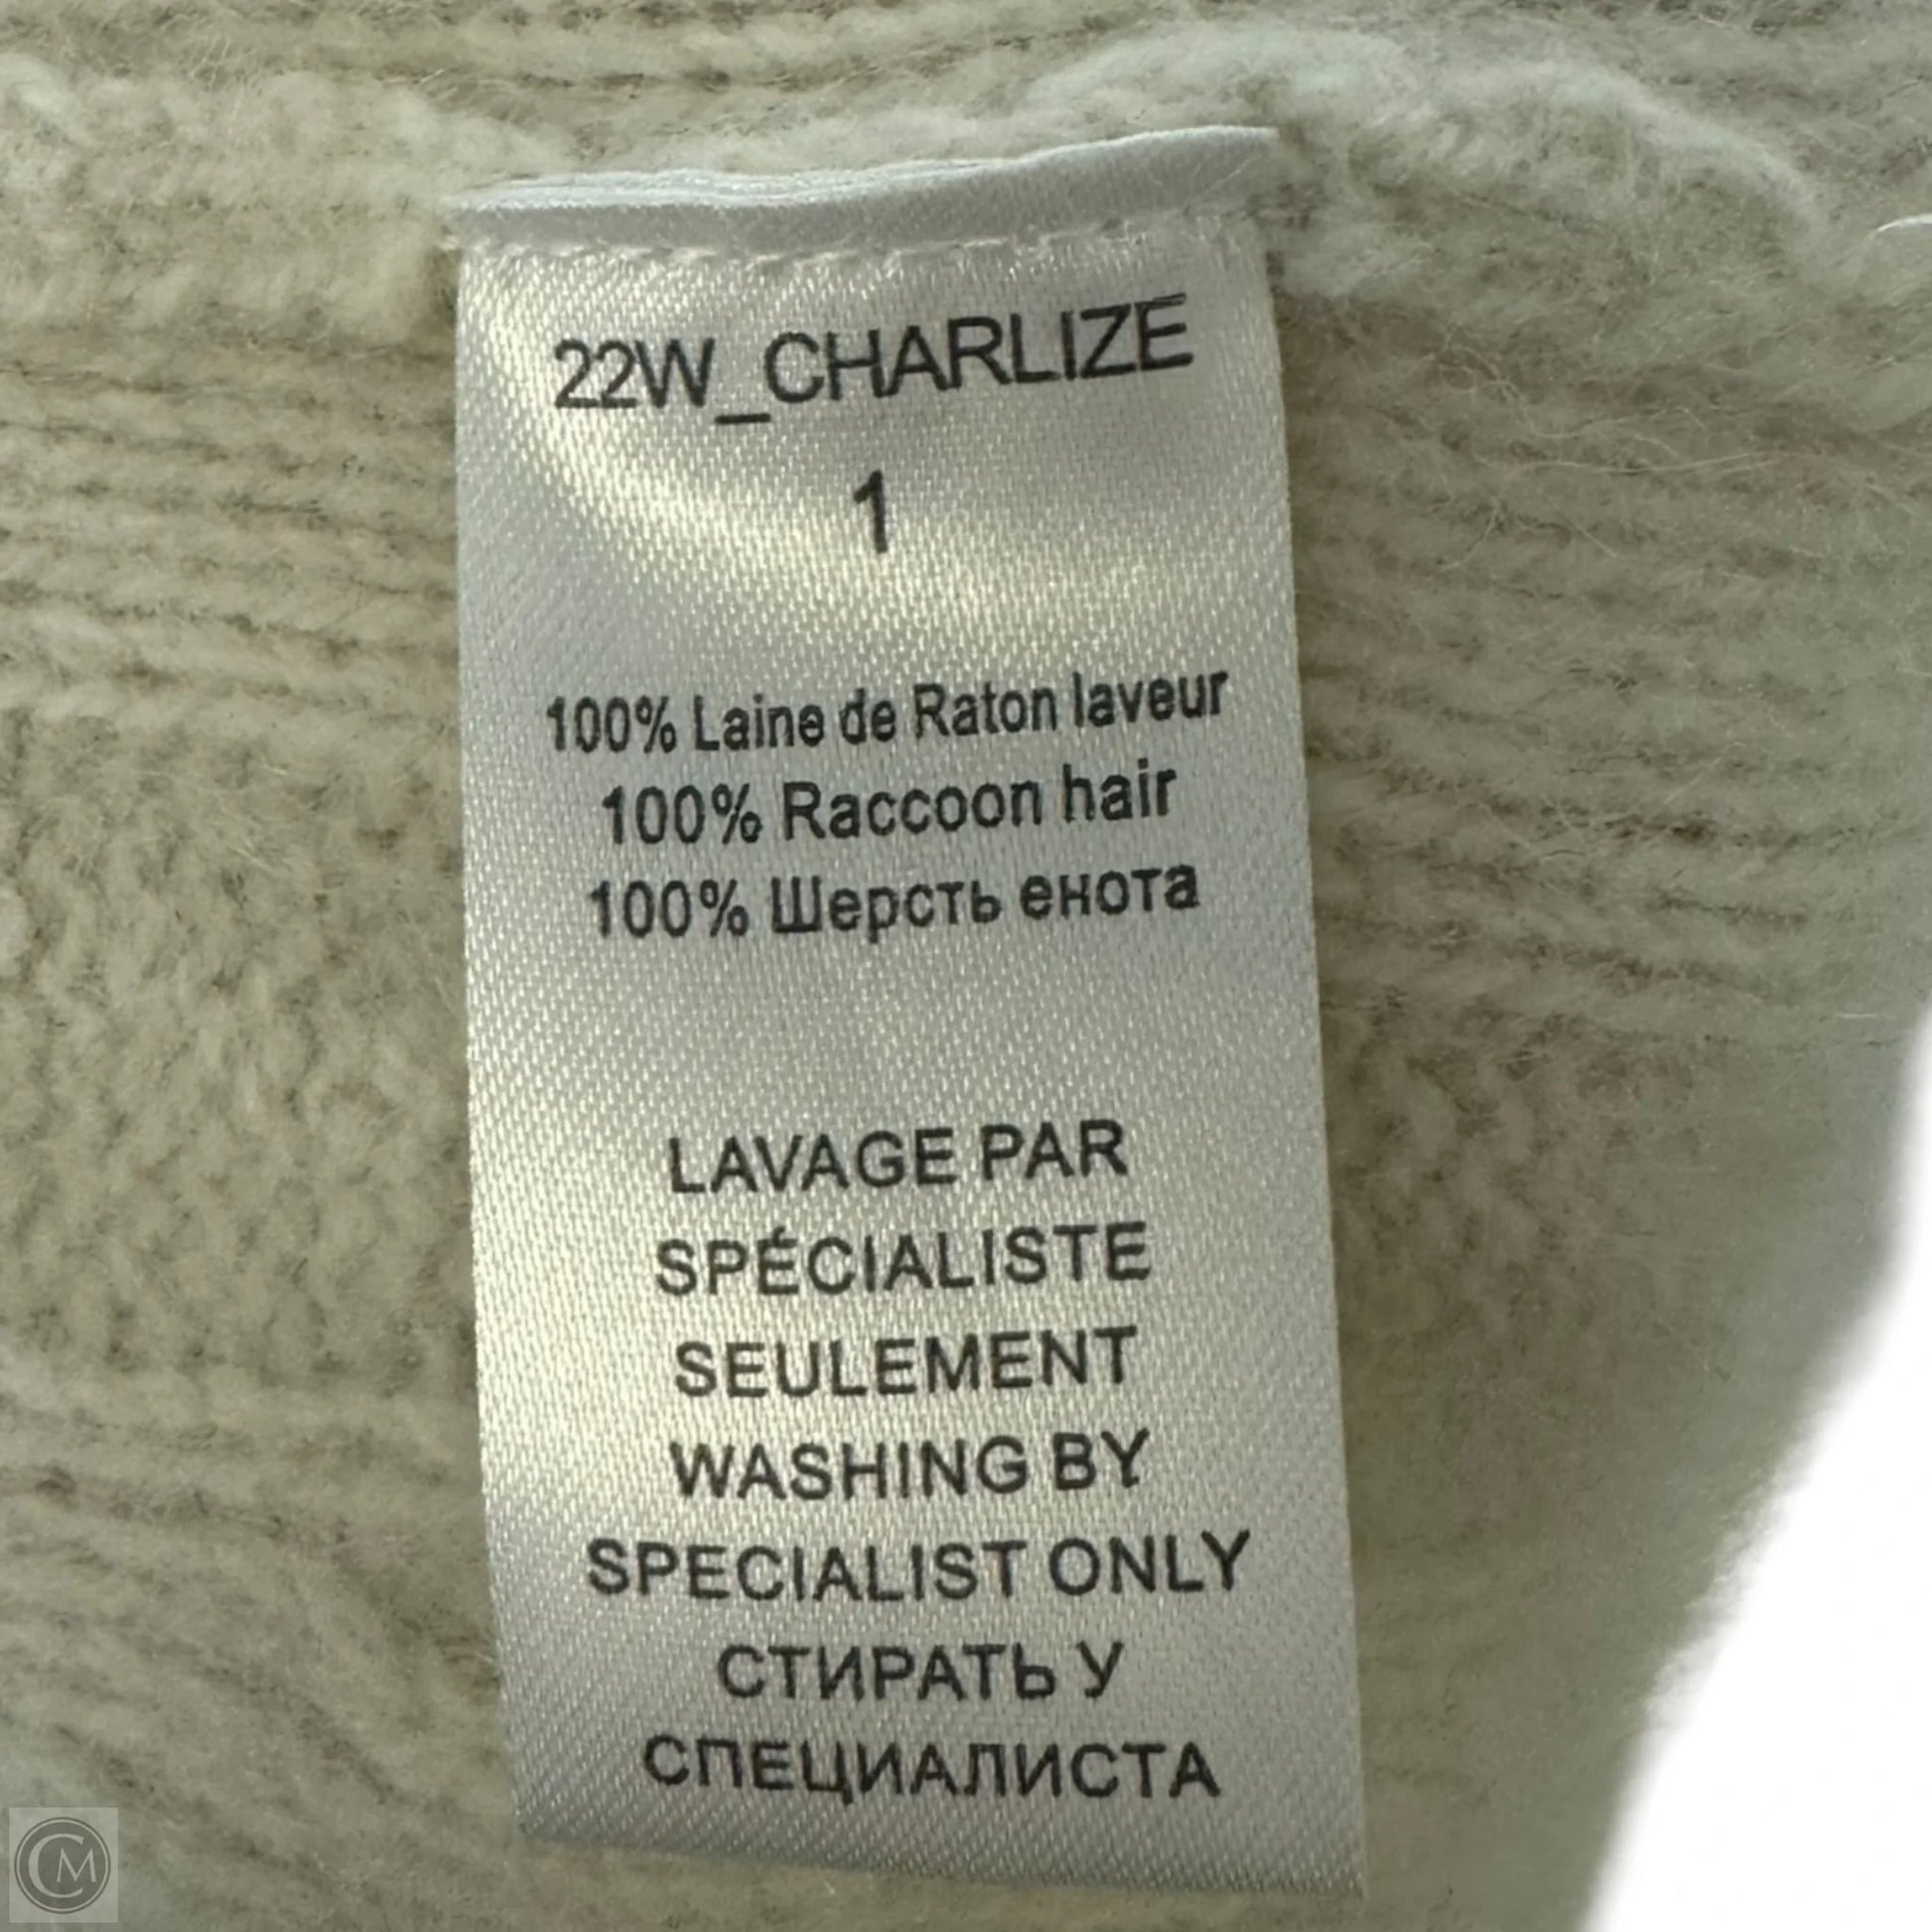 22W_CHARLIZE
1
100% Laine de Raton laveur
100% Raccoon hair
100% Шерсть енота
LAVAGE PAR
SPÉCIALISTE
SEULEMENT
WASHING BY
SPECIALIST ONLY
СТИРАТЬ У
СПЕЦИАЛИСТА
CM